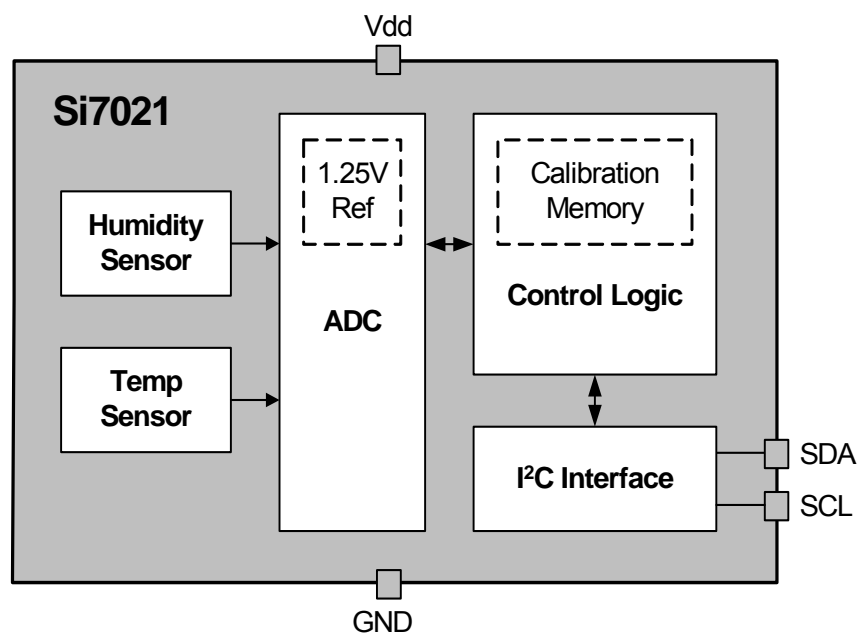 Vdd
Si7021
1.25V
Ref
Calibration
Memory
Humidity
Sensor
ADC
Control Logic
Temp
Sensor
I²C Interface
SDA
SCL
GND